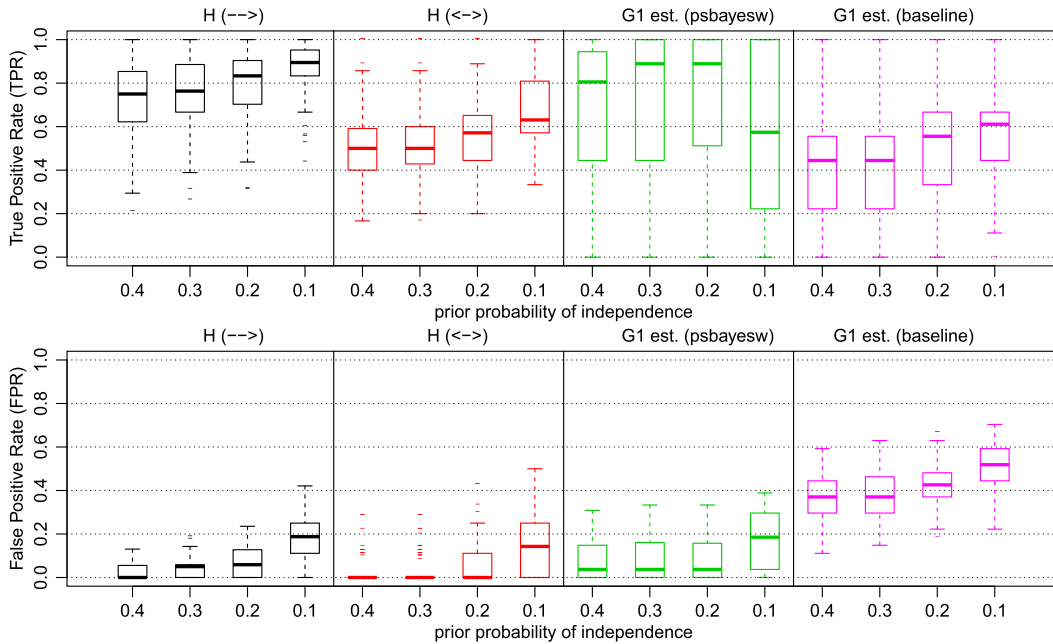 H (−−>) H (<−>) G1 est. (psbayesw) G1 est. (baseline)
True Positive Rate (TPR)
1.0
0.8
0.6
0.4
0.2
0.0
0.4 0.3 0.2 0.1 0.4 0.3 0.2 0.1 0.4 0.3 0.2 0.1 0.4 0.3 0.2 0.1
prior probability of independence prior probability of independence
H (−−>) H (<−>) G1 est. (psbayesw) G1 est. (baseline)
False Positive Rate (FPR)
1.0
0.8
0.6
0.4
0.2
0.0
0.4 0.3 0.2 0.1 0.4 0.3 0.2 0.1 0.4 0.3 0.2 0.1 0.4 0.3 0.2 0.1
prior probability of independence